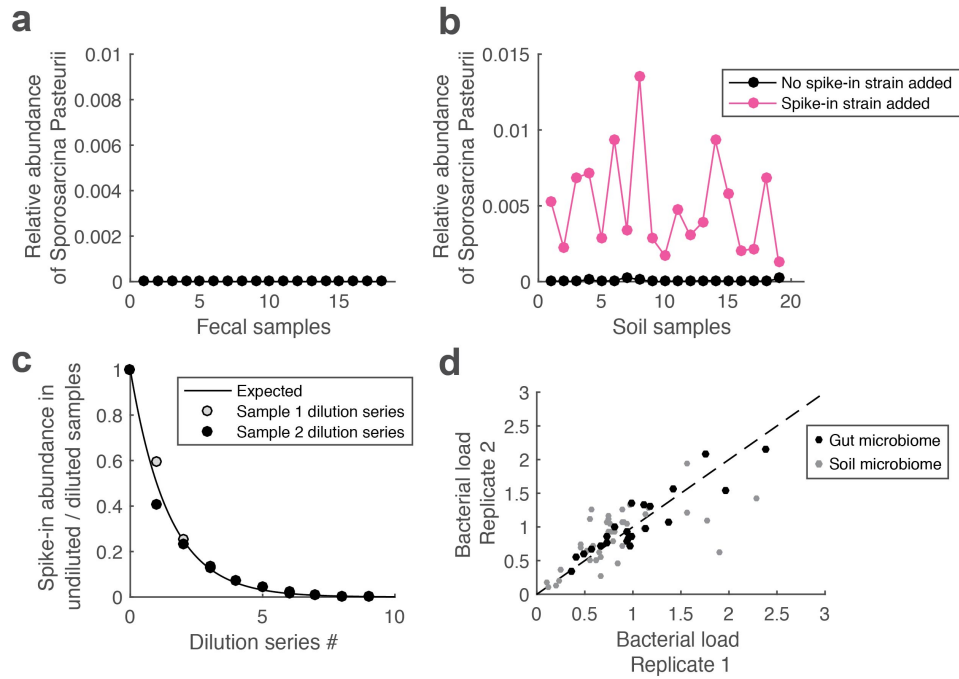 a
Relative abundance
of Sporosarcina Pasteurii
0.01
0.008
0.006
0.004
0.002
0
5
10
15
Fecal samples
b
Relative abundance
of Sporosarcina Pasteurii
0.015
0.01
0.005
0
0
5
10
15
20
Soil samples
No spike-in strain added
Spike-in strain added
c
Spike-in abundance in
undiluted / diluted samples
1
0.8
0.6
0.4
0.2
0
0
5
10
Dilution series #
Expected
Sample 1 dilution series
Sample 2 dilution series
d
Bacterial load
Replicate 2
3
2.5
2
1.5
1
0.5
0
0
0.5
1
1.5
2
2.5
3
Bacterial load
Replicate 1
Gut microbiome
Soil microbiome